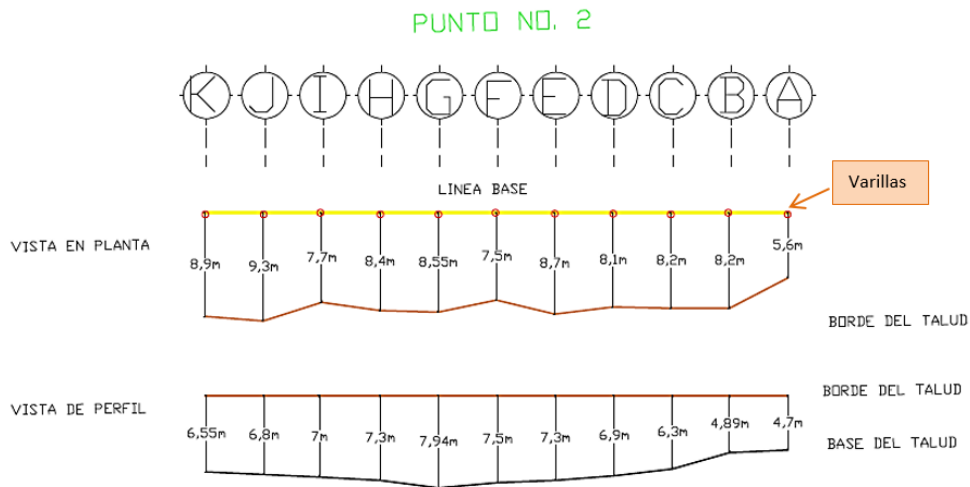 PUNTO NO. 2
K J I H G F E D C B A
LINEA BASE
Varillas
VISTA EN PLANTA
8,9m 9,3m 7,7m 8,4m 8,55m 7,5m 8,7m 8,1m 8,2m 8,2m 5,6m
BORDE DEL TALUD
VISTA DE PERFIL
BORDE DEL TALUD
6,55m 6,8m 7m 7,3m 7,94m 7,5m 7,3m 6,9m 6,3m 4,89m 4,7m
BASE DEL TALUD